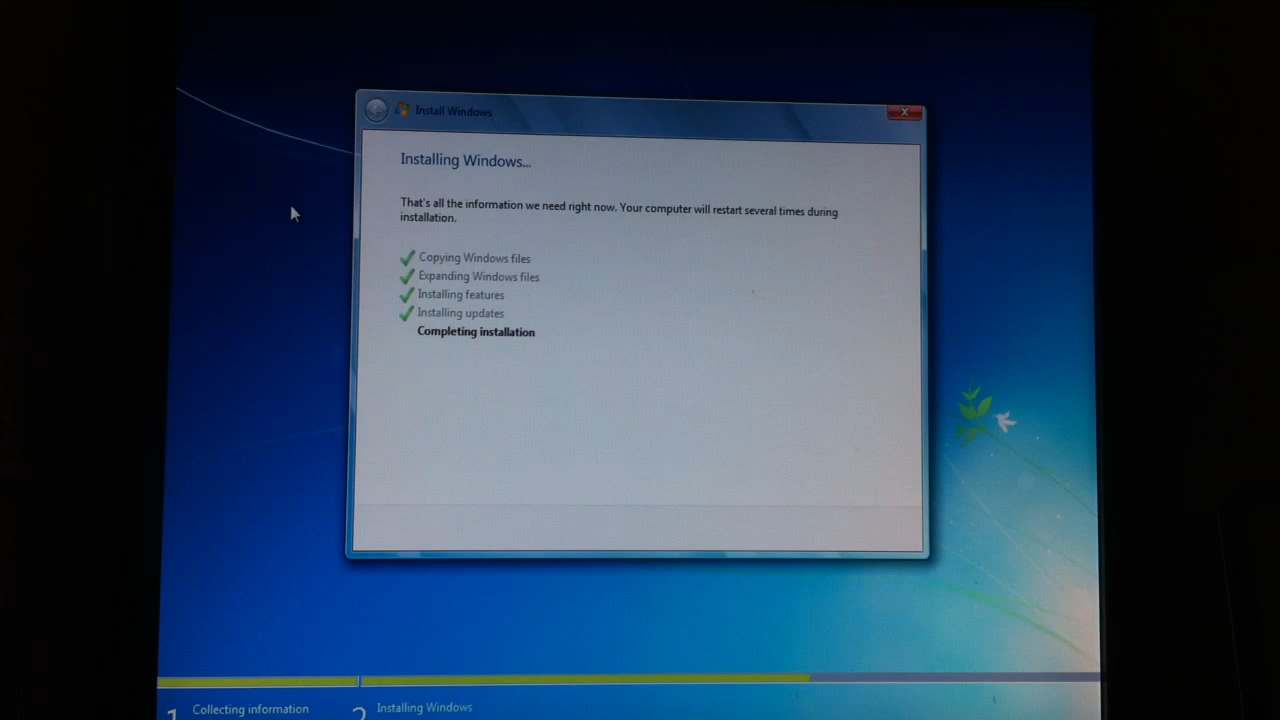 Install Windows
Installing Windows...
That's all the information we need right now. Your computer will restart several times during
installation.
Copying Windows files
Expanding Windows files
Installing features
Installing updates
Completing installation
1 Collecting information
2 Installing Windows